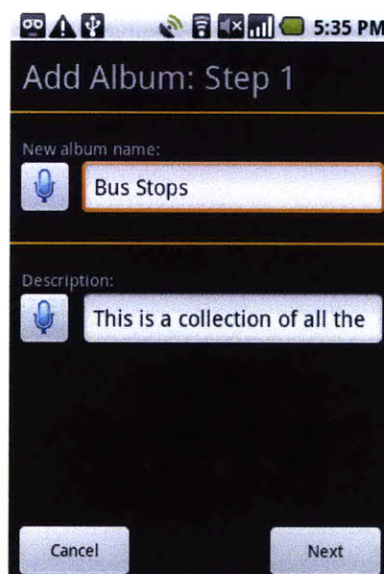 5:35 PM
Add Album: Step 1
New album name:
Bus Stops
Description:
This is a collection of all the
Cancel
Next